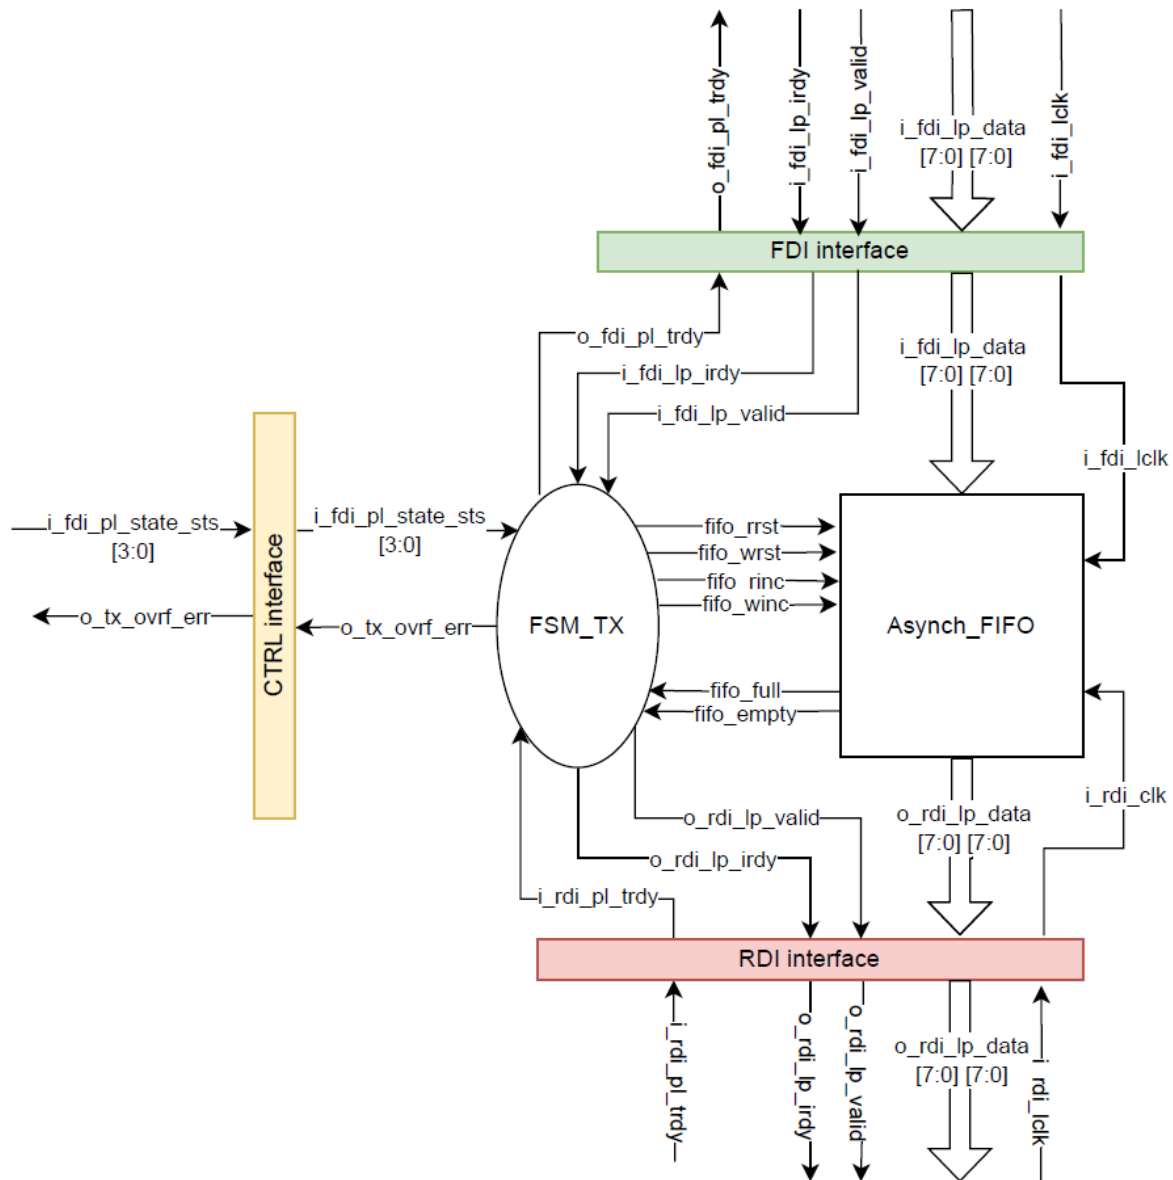 o_fdi_pl_trdy
i_fdi_lp_irdy
i_fdi_lp_valid
i_fdi_lp_data
[7:0] [7:0]
i_fdi_lclk
FDI interface
o_fdi_pl_trdy
i_fdi_lp_irdy
i_fdi_lp_valid
i_fdi_lp_data
[7:0] [7:0]
i_fdi_lclk
i_fdi_pl_state_sts
[3:0]
o_tx_ovrf_err
CTRL interface
i_fdi_pl_state_sts
[3:0]
o_tx_ovrf_err
FSM_TX
fifo_rrst
fifo_wrst
fifo_rinc
fifo_winc
fifo_full
fifo_empty
Asynch_FIFO
o_rdi_lp_valid
o_rdi_lp_irdy
i_rdi_pl_trdy
o_rdi_lp_data
[7:0] [7:0]
i_rdi_clk
RDI interface
i_rdi_pl_trdy
o_rdi_lp_irdy
o_rdi_lp_valid
o_rdi_lp_data
[7:0] [7:0]
i_rdi_lclk